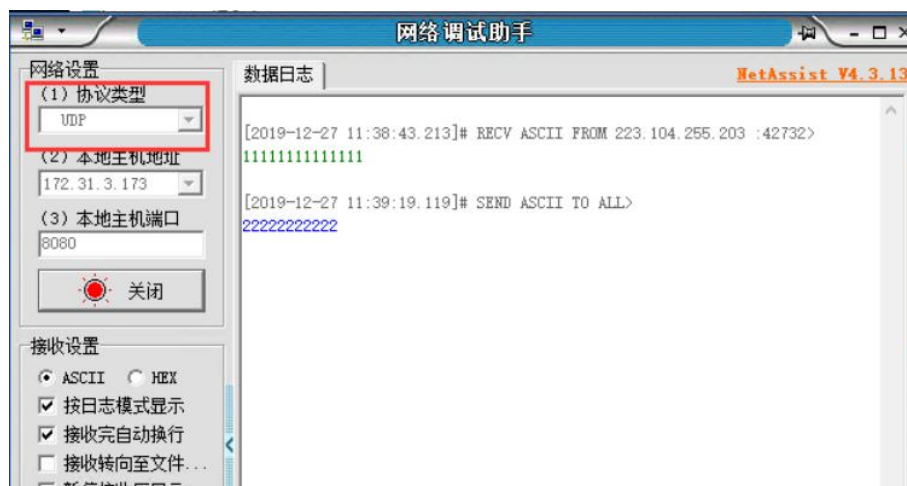 网络调试助手
网络设置
(1) 协议类型
UDP
(2) 本地主机地址
172.31.3.173
(3) 本地主机端口
8080
关闭
接收设置
ASCII HEX
按日志模式显示
接收完自动换行
接收转向至文件...
数据日志
NetAssist V4.3.13
[2019-12-27 11:38:43.213]# RECV ASCII FROM 223.104.255.203 :42732>
11111111111111
[2019-12-27 11:39:19.119]# SEND ASCII TO ALL>
22222222222